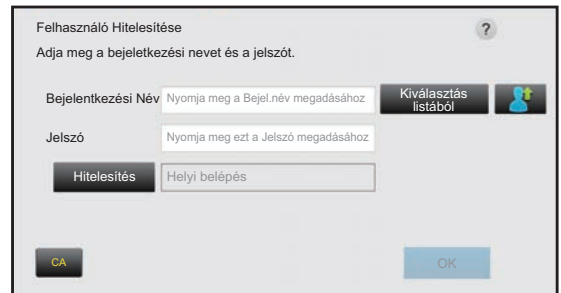 Felhasználó Hitelesítése
?
Adja meg a bejeletkezési nevet és a jelszót.
Bejelentkezési Név
Nyomja meg a Bejel.név megadásához
Kiválasztás
listából
Jelszó
Nyomja meg ezt a Jelszó megadásához
Hitelesítés
Helyi belépés
CA
OK